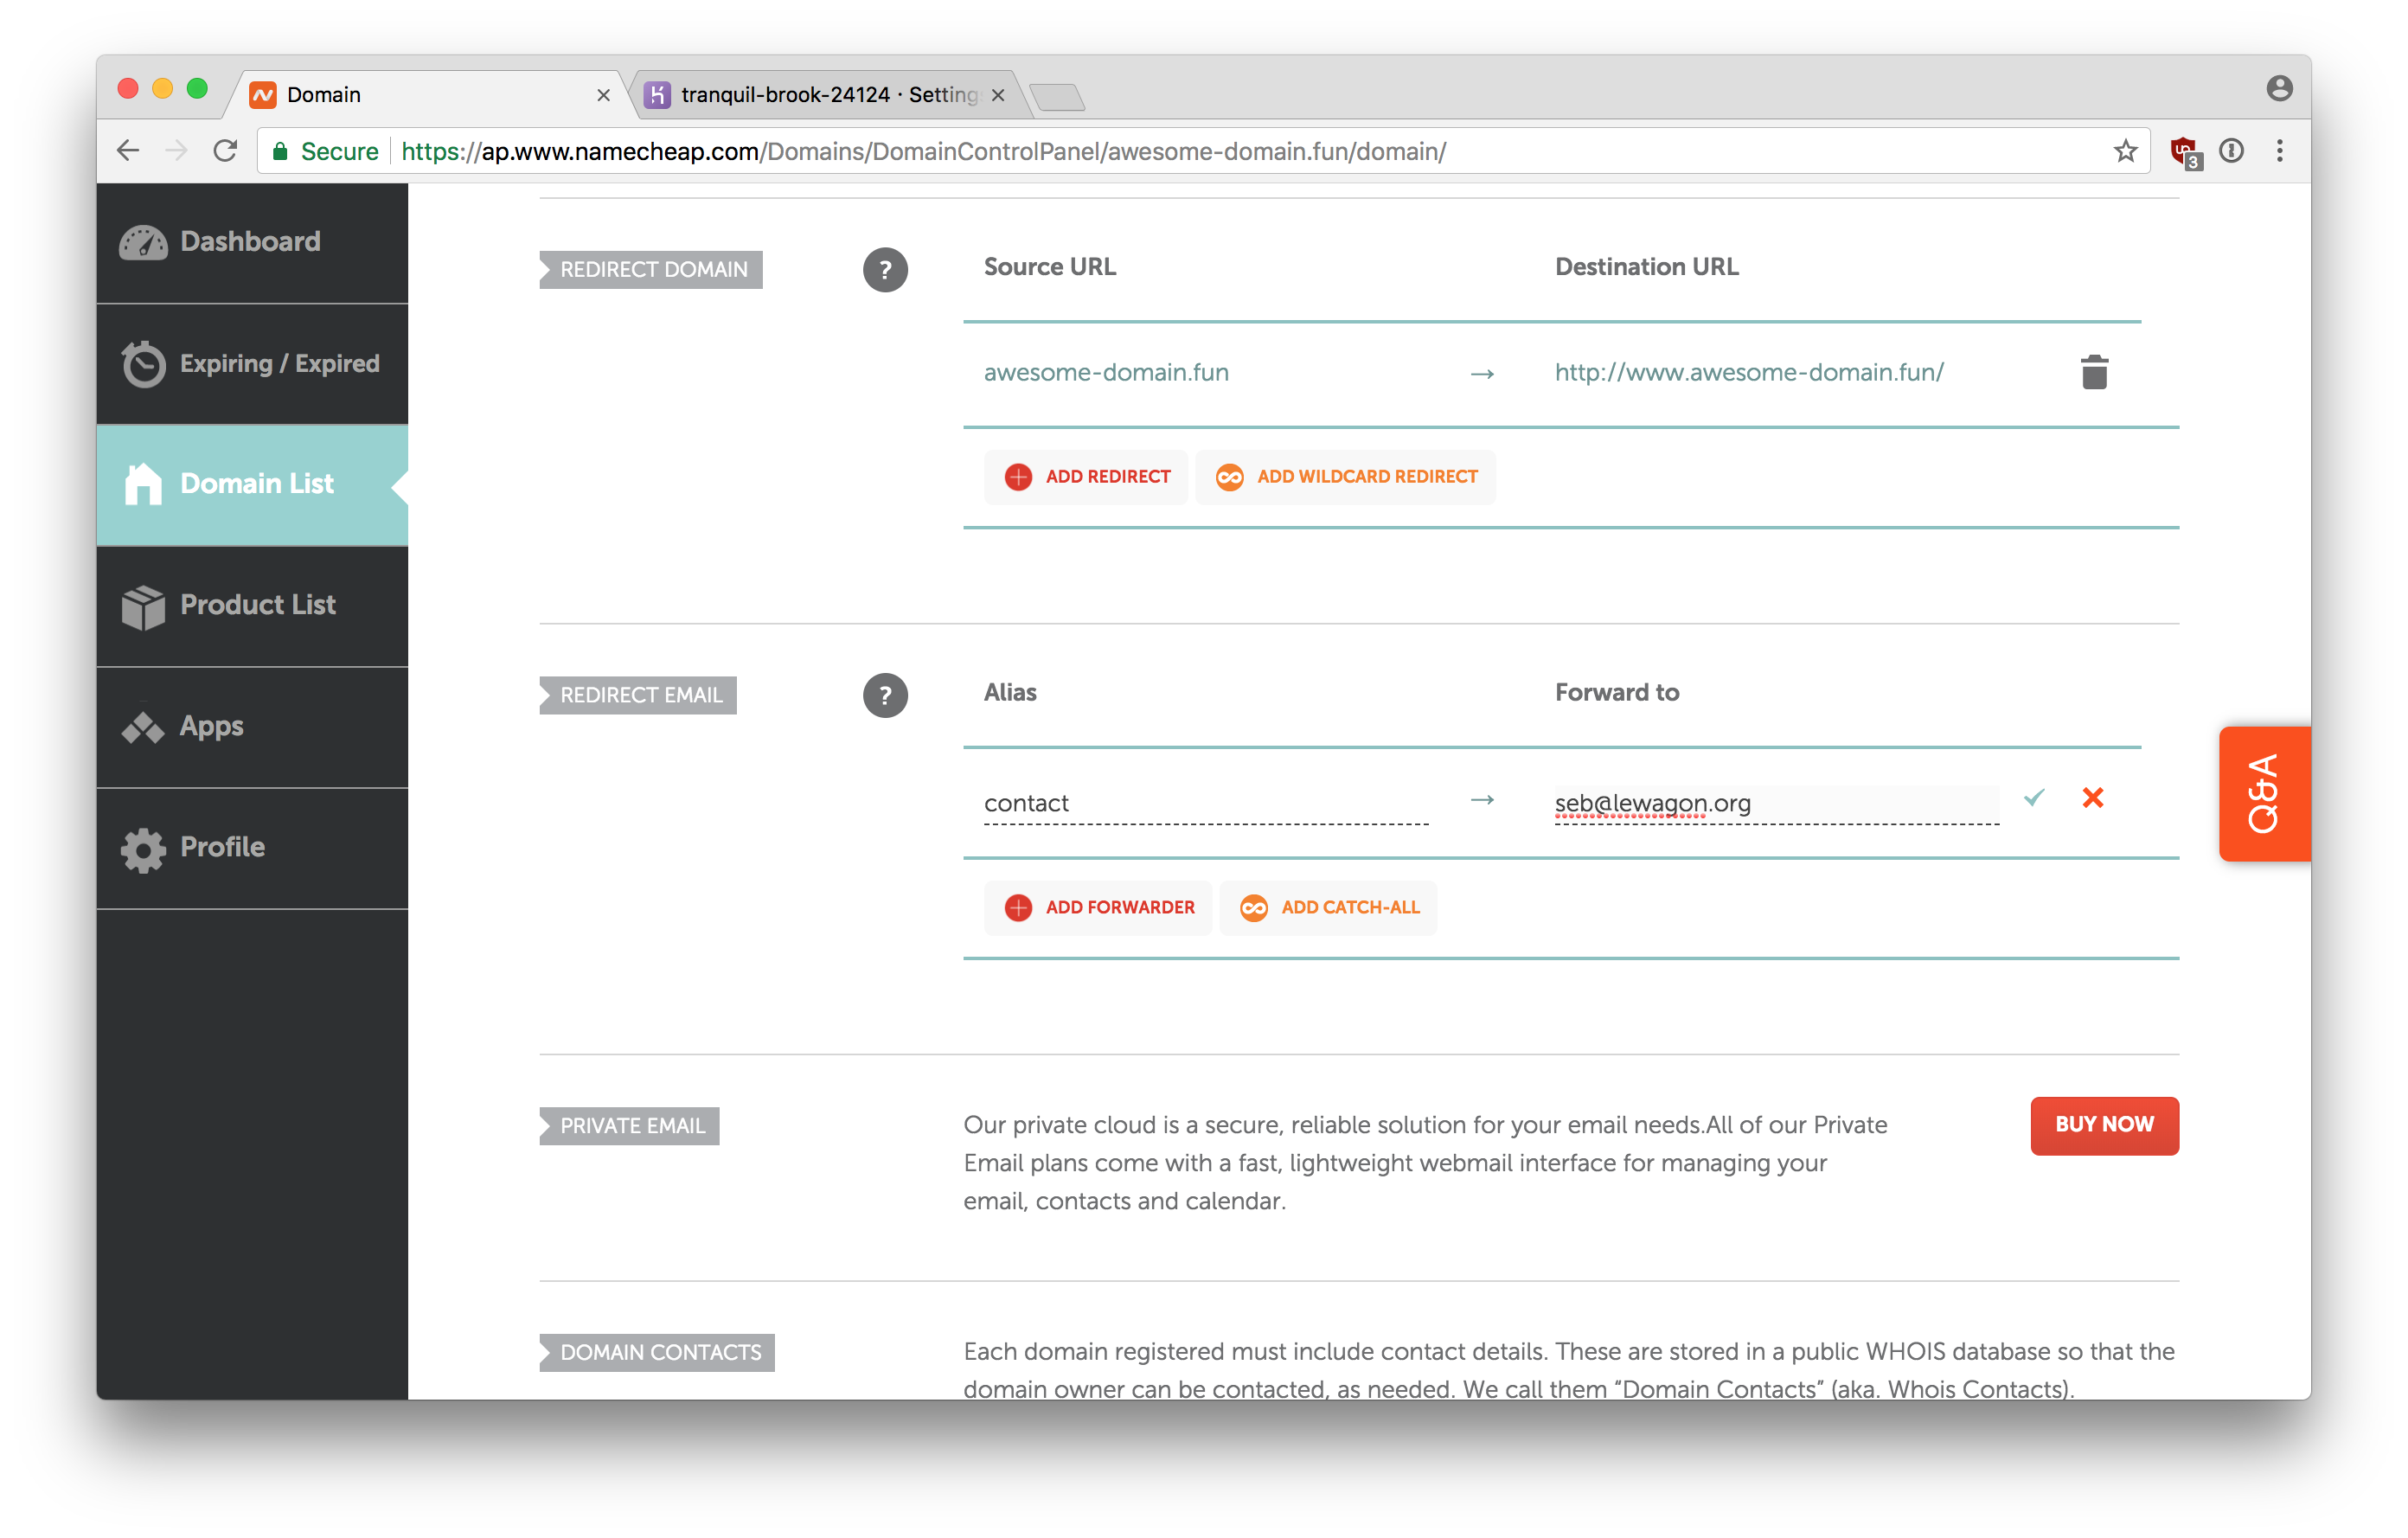 Domain
tranquil-brook-24124 · Setting
Secure
https://ap.www.namecheap.com/Domains/DomainControlPanel/awesome-domain.fun/domain/
3
Dashboard
Expiring / Expired
Domain List
Product List
Apps
Profile
REDIRECT DOMAIN
?
Source URL
Destination URL
awesome-domain.fun
→
http://www.awesome-domain.fun/
ADD REDIRECT
ADD WILDCARD REDIRECT
REDIRECT EMAIL
?
Alias
Forward to
contact
→
seb@lewagon.org
ADD FORWARDER
ADD CATCH-ALL
Q&A
PRIVATE EMAIL
Our private cloud is a secure, reliable solution for your email needs.All of our Private
Email plans come with a fast, lightweight webmail interface for managing your
email, contacts and calendar.
BUY NOW
DOMAIN CONTACTS
Each domain registered must include contact details. These are stored in a public WHOIS database so that the
domain owner can be contacted, as needed. We call them “Domain Contacts” (aka. Whois Contacts).